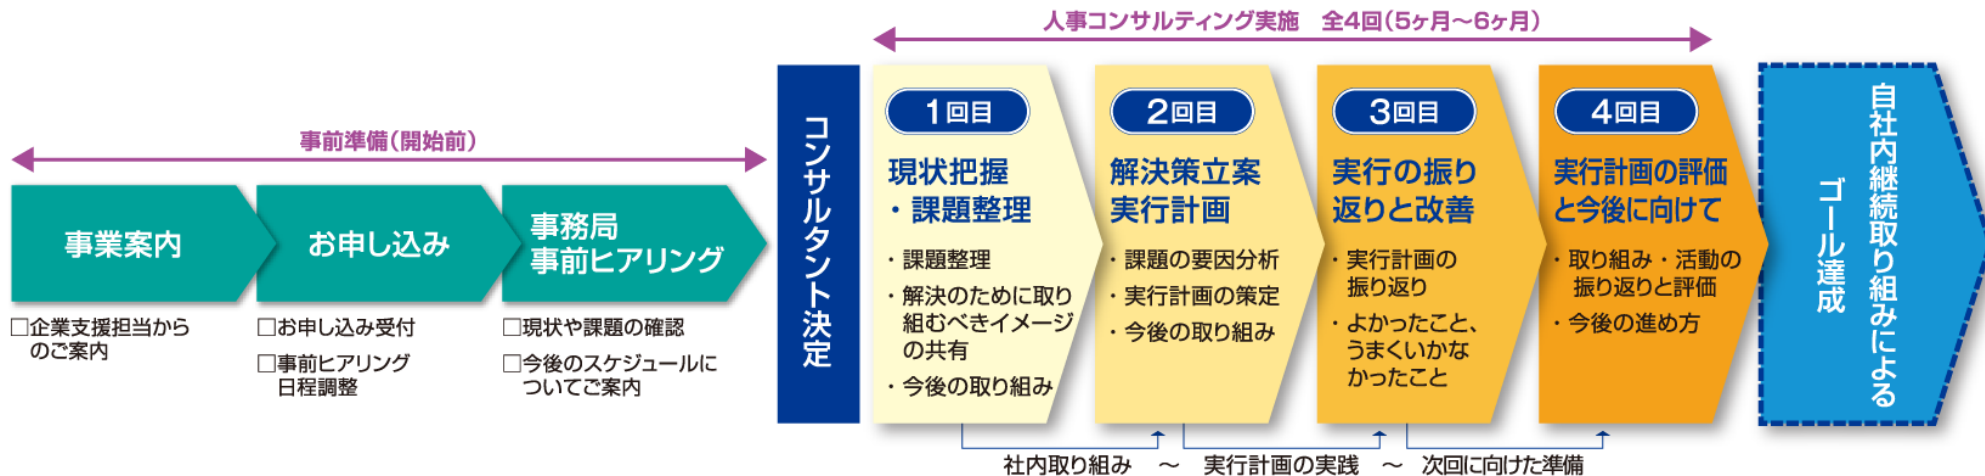 人事コンサルティング実施　全4回(5ヶ月～6ヶ月)
事前準備(開始前)
事業案内
□企業支援担当から
のご案内
お申し込み
□お申し込み受付
□事前ヒアリング
日程調整
事務局
事前ヒアリング
□現状や課題の確認
□今後のスケジュールに
ついてご案内
コンサルタント決定
1回目
現状把握
・課題整理
・課題整理
・解決のために取り
組むべきイメージ
の共有
・今後の取り組み
2回目
解決策立案
実行計画
・課題の要因分析
・実行計画の策定
・今後の取り組み
3回目
実行の振り
返りと改善
・実行計画の
振り返り
・よかったこと、
うまくいかな
かったこと
4回目
実行計画の評価
と今後に向けて
・取り組み・活動の
振り返りと評価
・今後の進め方
自社内継続取り組みによる
ゴール達成
社内取り組み　～　実行計画の実践　～　次回に向けた準備